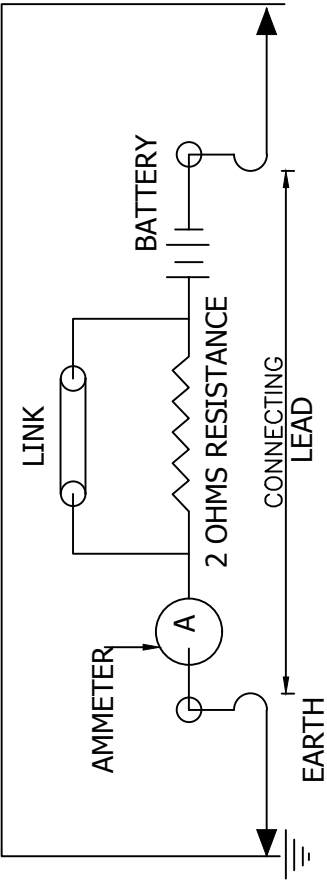 LINK
BATTERY
AMMETER
A
2 OHMS RESISTANCE
CONNECTING
LEAD
EARTH